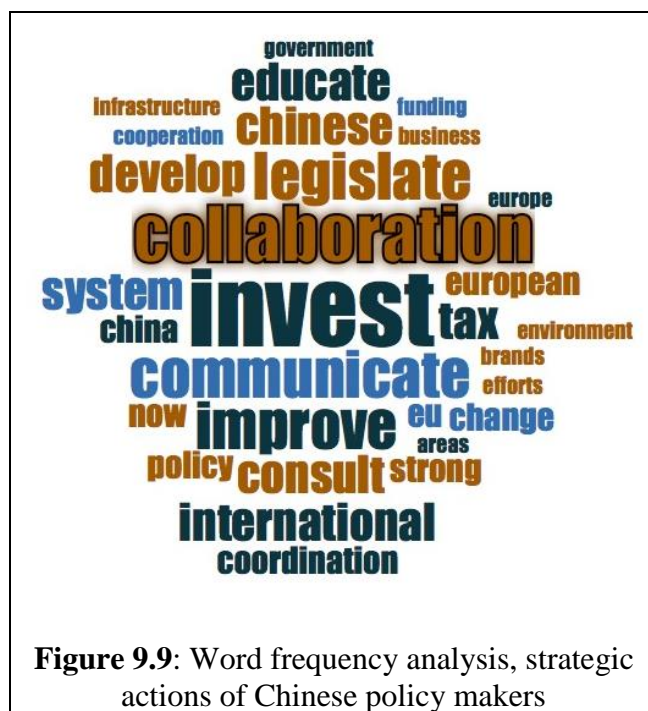 government
educate
infrastructure chinese funding
cooperation business
develop legislate
europe
collaboration
system invest european
china tax environment
communicate brands
efforts
now improve eu change
areas
policy consult strong
international
coordination
Figure 9.9: Word frequency analysis, strategic
actions of Chinese policy makers